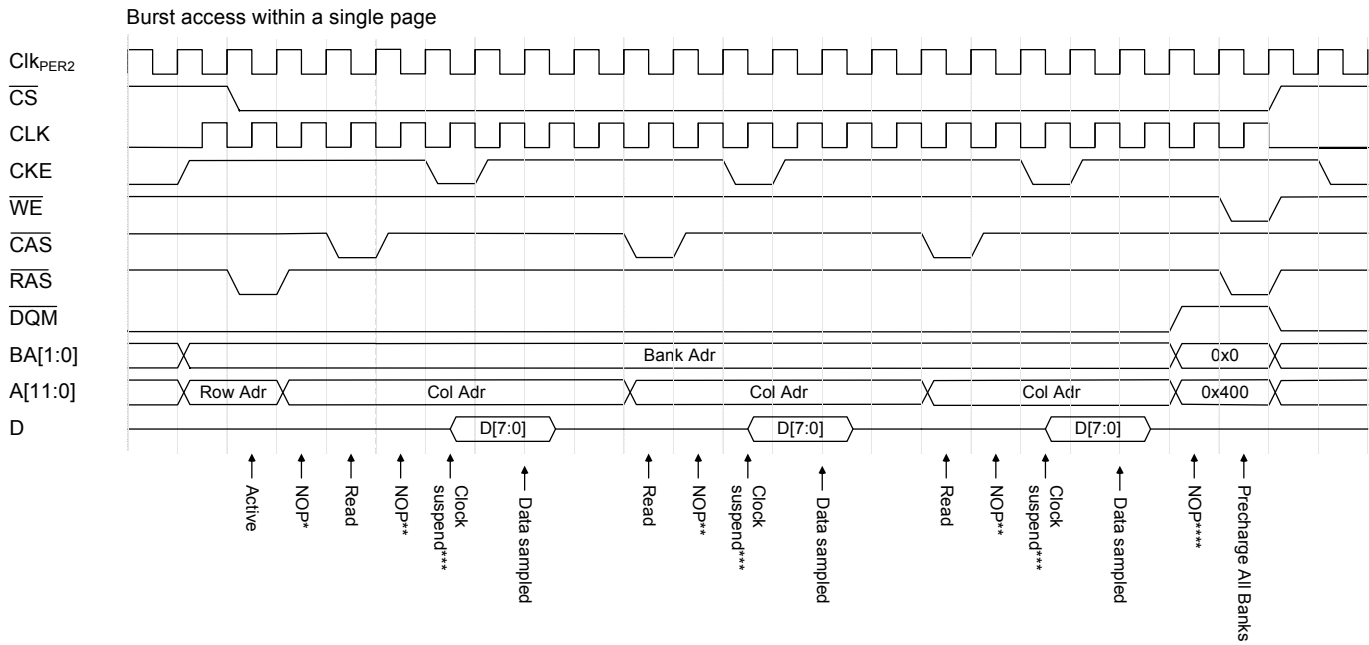 Burst access within a single page
ClkPER2
CS
CLK
CKE
WE
CAS
RAS
DQM
BA[1:0] Bank Adr 0x0
A[11:0] Row Adr Col Adr Col Adr Col Adr 0x400
D D[7:0] D[7:0] D[7:0]
Active
NOP*
Read
NOP**
Clock
suspend***
Data sampled
Read
NOP**
Clock
suspend***
Data sampled
Read
NOP**
Clock
suspend***
Data sampled
NOP****
Precharge All Banks